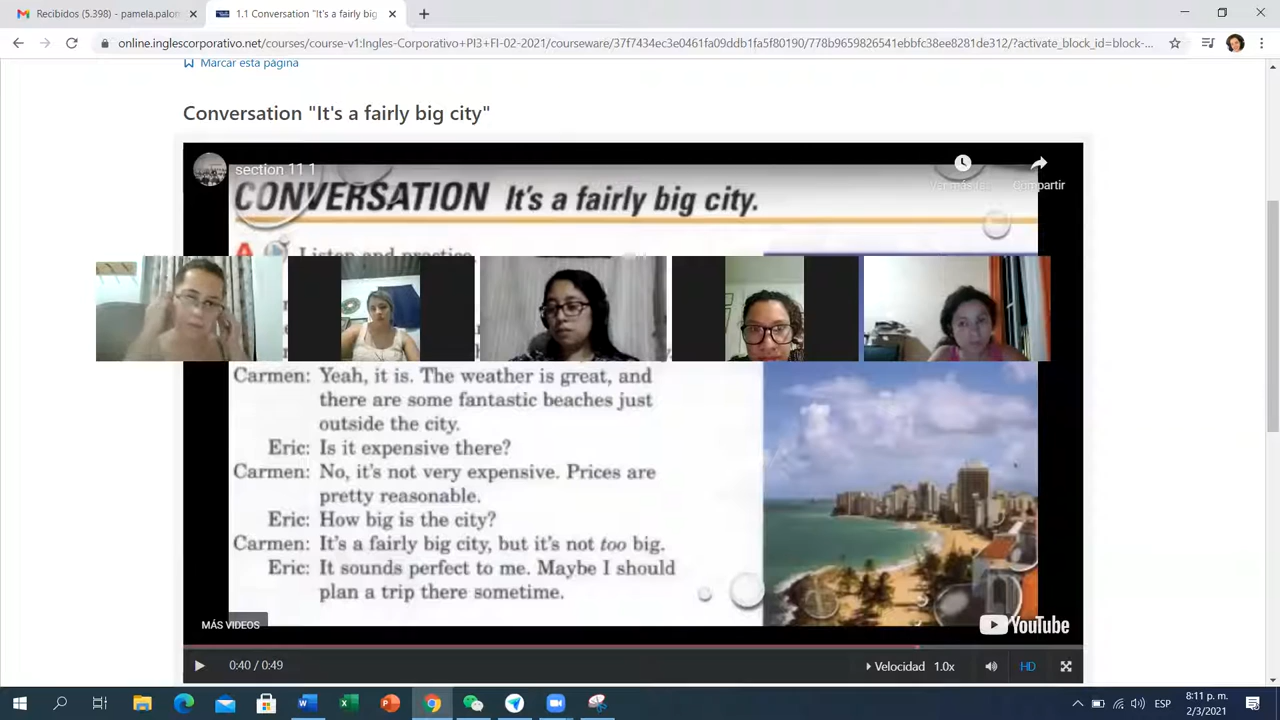 Recibidos (5.398) - pamela.palon
1.1 Conversation "It's a fairly big
online.inglescorporativo.net/courses/course-v1:Ingles-Corporativo+PI3+FI-02-2021/courseware/37f7434ec3e0461fa09ddb1fa5f80190/778b9659826541ebbfc38ee8281de312/?activate_block_id=block-...
Marcar esta página
Conversation "It's a fairly big city"
section 11 1
Compartir
CONVERSATION It's a fairly big city.
A Listen and practice.
Carmen: Yeah, it is. The weather is great, and
there are some fantastic beaches just
outside the city.
Eric: Is it expensive there?
Carmen: No, it's not very expensive. Prices are
pretty reasonable.
Eric: How big is the city?
Carmen: It's a fairly big city, but it's not too big.
Eric: It sounds perfect to me. Maybe I should
plan a trip there sometime.
MÁS VIDEOS
YouTube
0:40 / 0:49
Velocidad 1.0x
HD
ESP
8:11 p. m.
2/3/2021